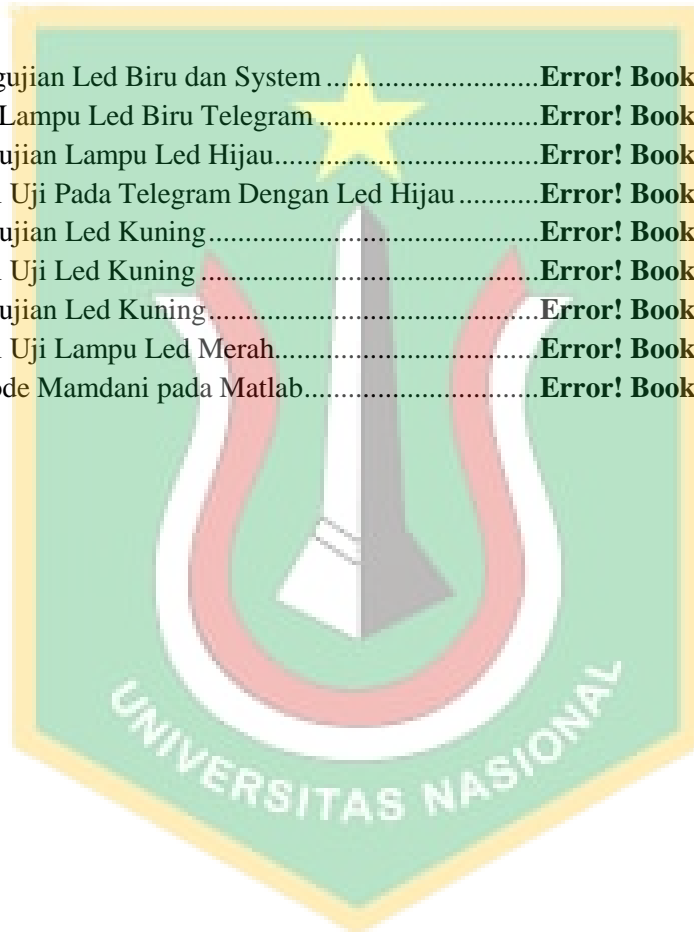 gujian Led Biru dan System ............................Error! Book
Lampu Led Biru Telegram .............................Error! Book
ujian Lampu Led Hijau...................................Error! Book
Uji Pada Telegram Dengan Led Hijau ...........Error! Book
ujian Led Kuning............................................Error! Book
Uji Led Kuning .............................................Error! Book
ujian Led Kuning............................................Error! Book
Uji Lampu Led Merah...................................Error! Book
ode Mamdani pada Matlab...............................Error! Book
UNIVERSITAS NASIONAL